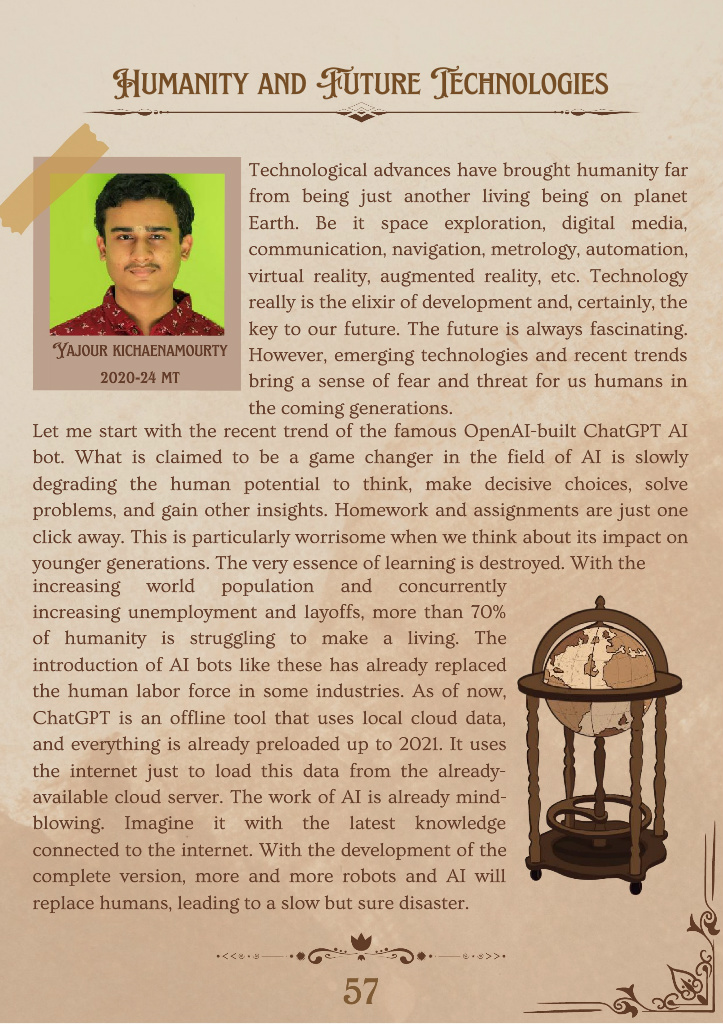 Humanity and Future Technologies
Technological advances have brought humanity far
from being just another living being on planet
Earth. Be it space exploration, digital media,
communication, navigation, metrology, automation,
virtual reality, augmented reality, etc. Technology
really is the elixir of development and, certainly, the
key to our future. The future is always fascinating.
However, emerging technologies and recent trends
bring a sense of fear and threat for us humans in
the coming generations.
Yajour Kichaenamourty
2020-24 MT
Let me start with the recent trend of the famous OpenAI-built ChatGPT AI
bot. What is claimed to be a game changer in the field of AI is slowly
degrading the human potential to think, make decisive choices, solve
problems, and gain other insights. Homework and assignments are just one
click away. This is particularly worrisome when we think about its impact on
younger generations. The very essence of learning is destroyed. With the
increasing world population and concurrently
increasing unemployment and layoffs, more than 70%
of humanity is struggling to make a living. The
introduction of AI bots like these has already replaced
the human labor force in some industries. As of now,
ChatGPT is an offline tool that uses local cloud data,
and everything is already preloaded up to 2021. It uses
the internet just to load this data from the already-
available cloud server. The work of AI is already mind-
blowing. Imagine it with the latest knowledge
connected to the internet. With the development of the
complete version, more and more robots and AI will
replace humans, leading to a slow but sure disaster.
57